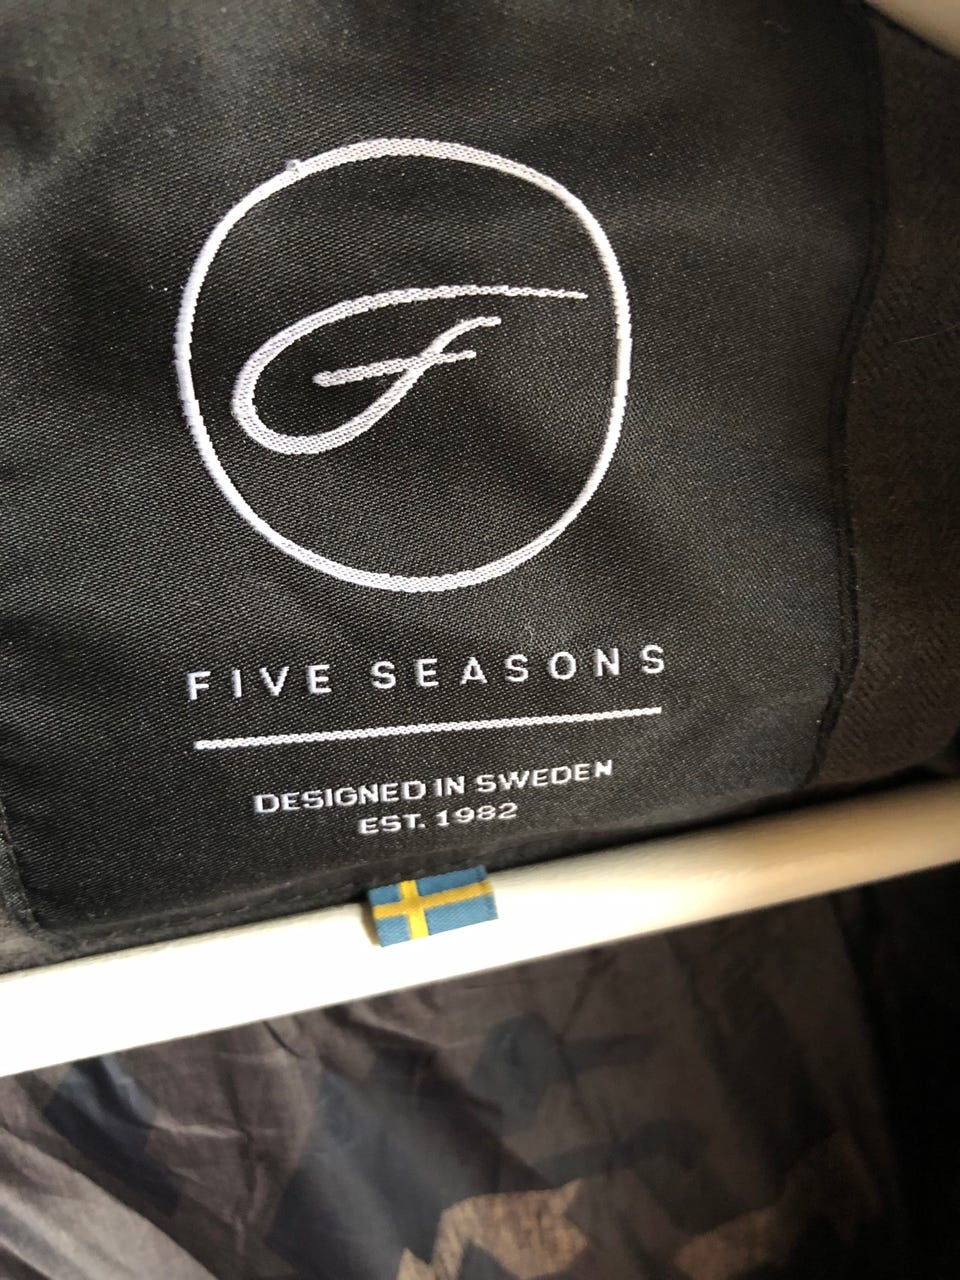 F
FIVE SEASONS
DESIGNED IN SWEDEN
EST. 1982